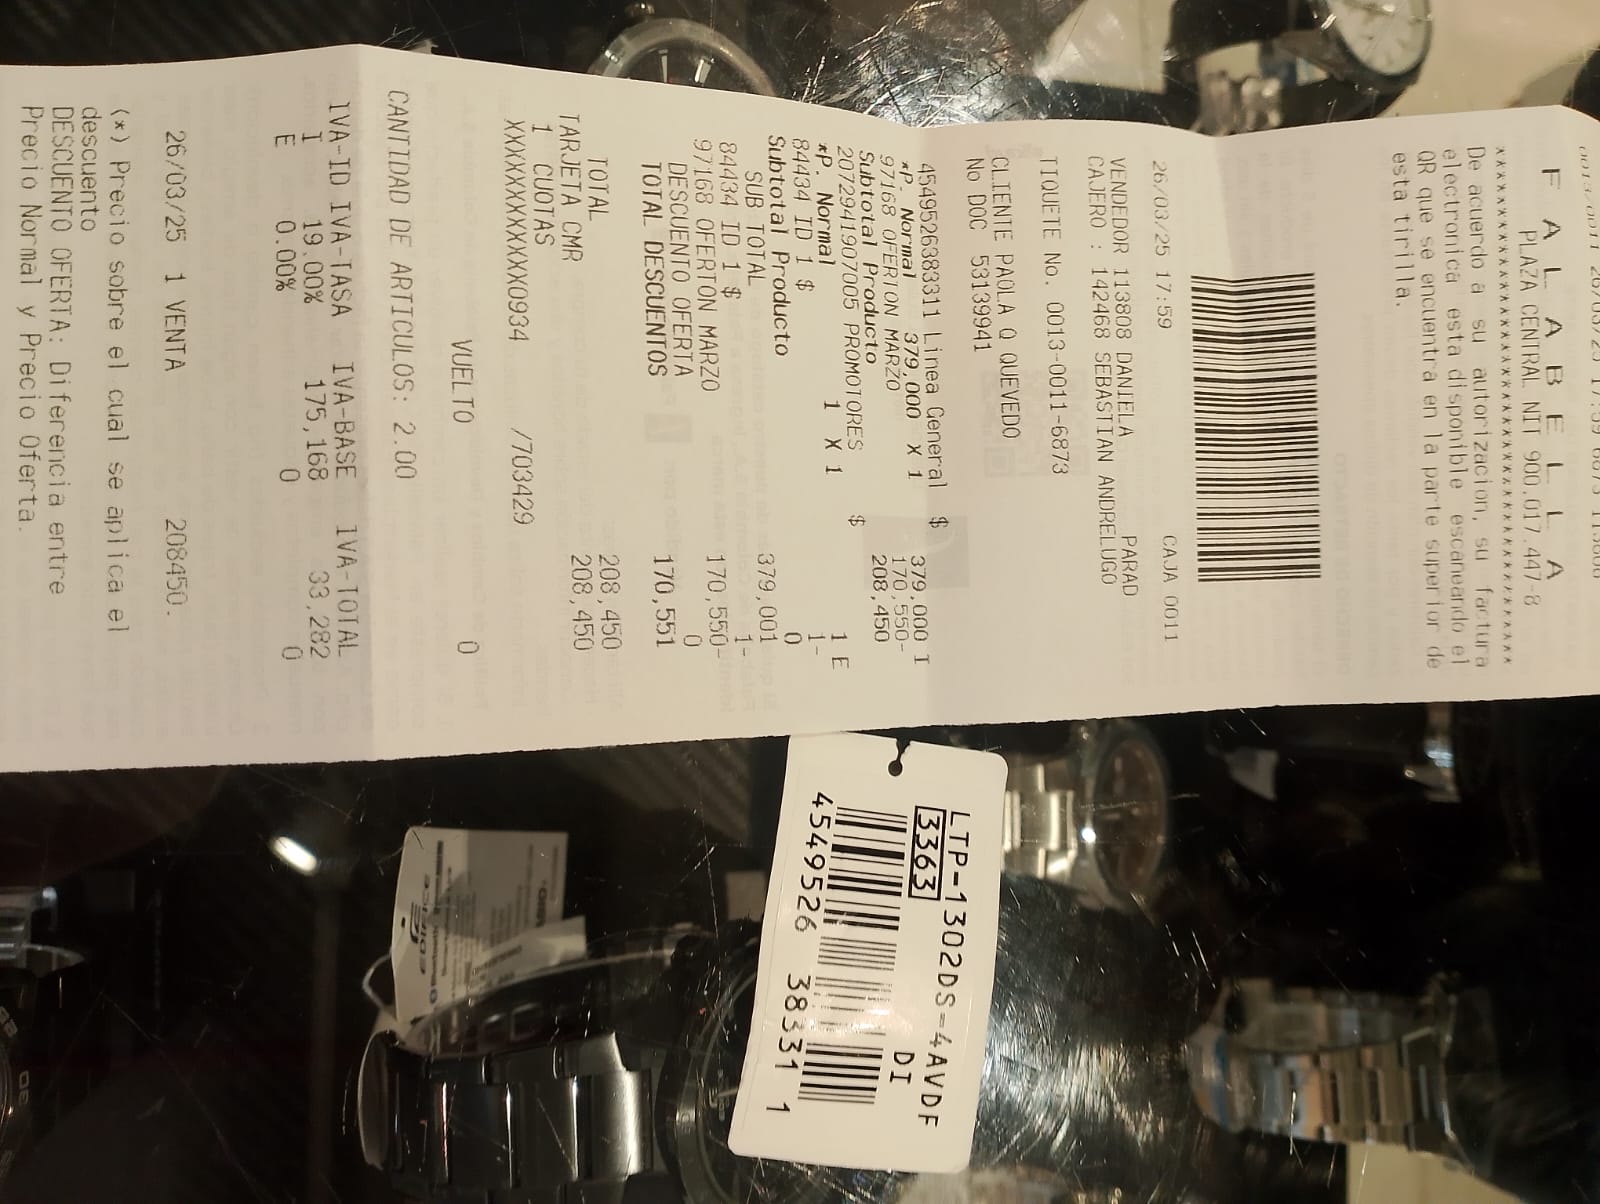 F A L A B E L L A
PLAZA CENTRAL NIT 900.017.447-8
****************************************
De acuerdo a su autorizacion, su factura
electronica esta disponible escaneando el
QR que se encuentra en la parte superior de
esta tirilla.
26/03/25 17:59 CAJA 0011
VENDEDOR 113808 DANIELA PARAD
CAJERO : 142468 SEBASTIAN ANDRELUGO
TIQUETE No. 0013-0011-6873
CLIENTE PAOLA Q QUEVEDO
No DOC 53139941
4549526383311 Linea General $ 379.000 I
*P. Normal 379,000 X 1
97168 OFERTON MARZO 170,550-
Subtotal Producto $ 208,450
2072941907005 PROMOTORES 1 E
*P. Normal 1 X 1
84434 ID 1 $ 1-
Subtotal Producto 0
SUB TOTAL 379,001
84434 ID 1 $ 1-
97168 OFERTON MARZO 170,550-
DESCUENTO OFERTA 0
TOTAL DESCUENTOS 170,551
TOTAL 208,450
TARJETA CMR 208,450
1 CUOTAS
XXXXXXXXXXXX0934 /703429
VUELTO 0
CANTIDAD DE ARTICULOS: 2.00
IVA-ID IVA-TASA IVA-BASE IVA-TOTAL
I 19.00% 175,168 33,282
E 0.00% 0 0
26/03/25 1 VENTA 208450.
(*) Precio sobre el cual se aplica el
descuento
DESCUENTO OFERTA: Diferencia entre
Precio Normal y Precio Oferta.
LTP-1302DS-4AVDF
3363 DI
4549526 38331 1
EDIFICE